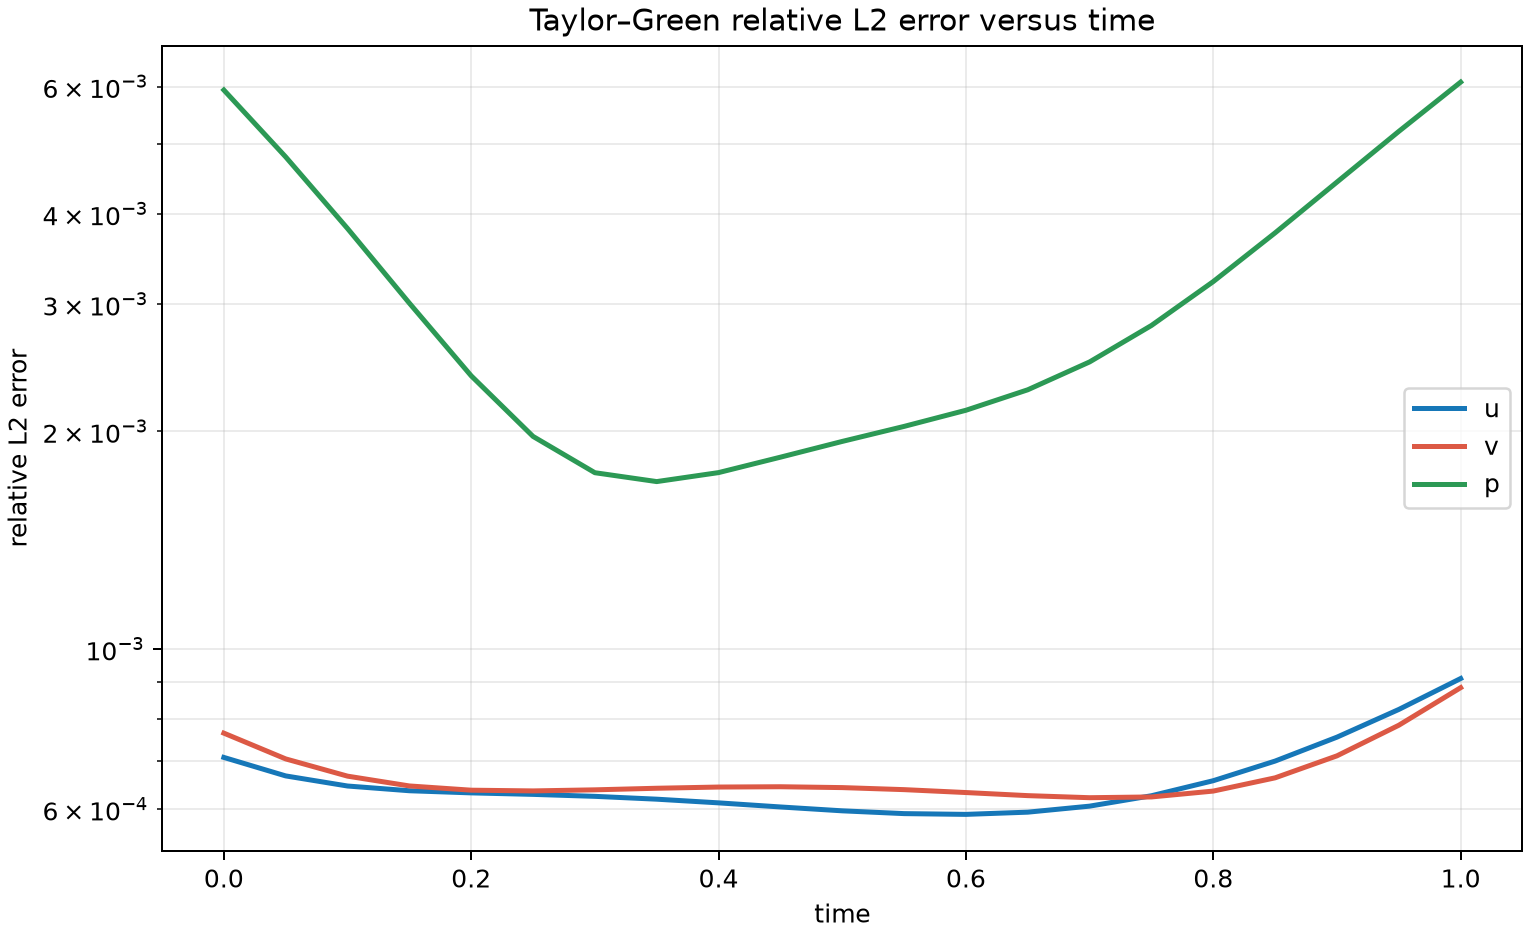 Taylor–Green relative L2 error versus time
6 × 10⁻³
4 × 10⁻³
3 × 10⁻³
2 × 10⁻³
10⁻³
6 × 10⁻⁴
relative L2 error
u
v
p
0.0 0.2 0.4 0.6 0.8 1.0
time